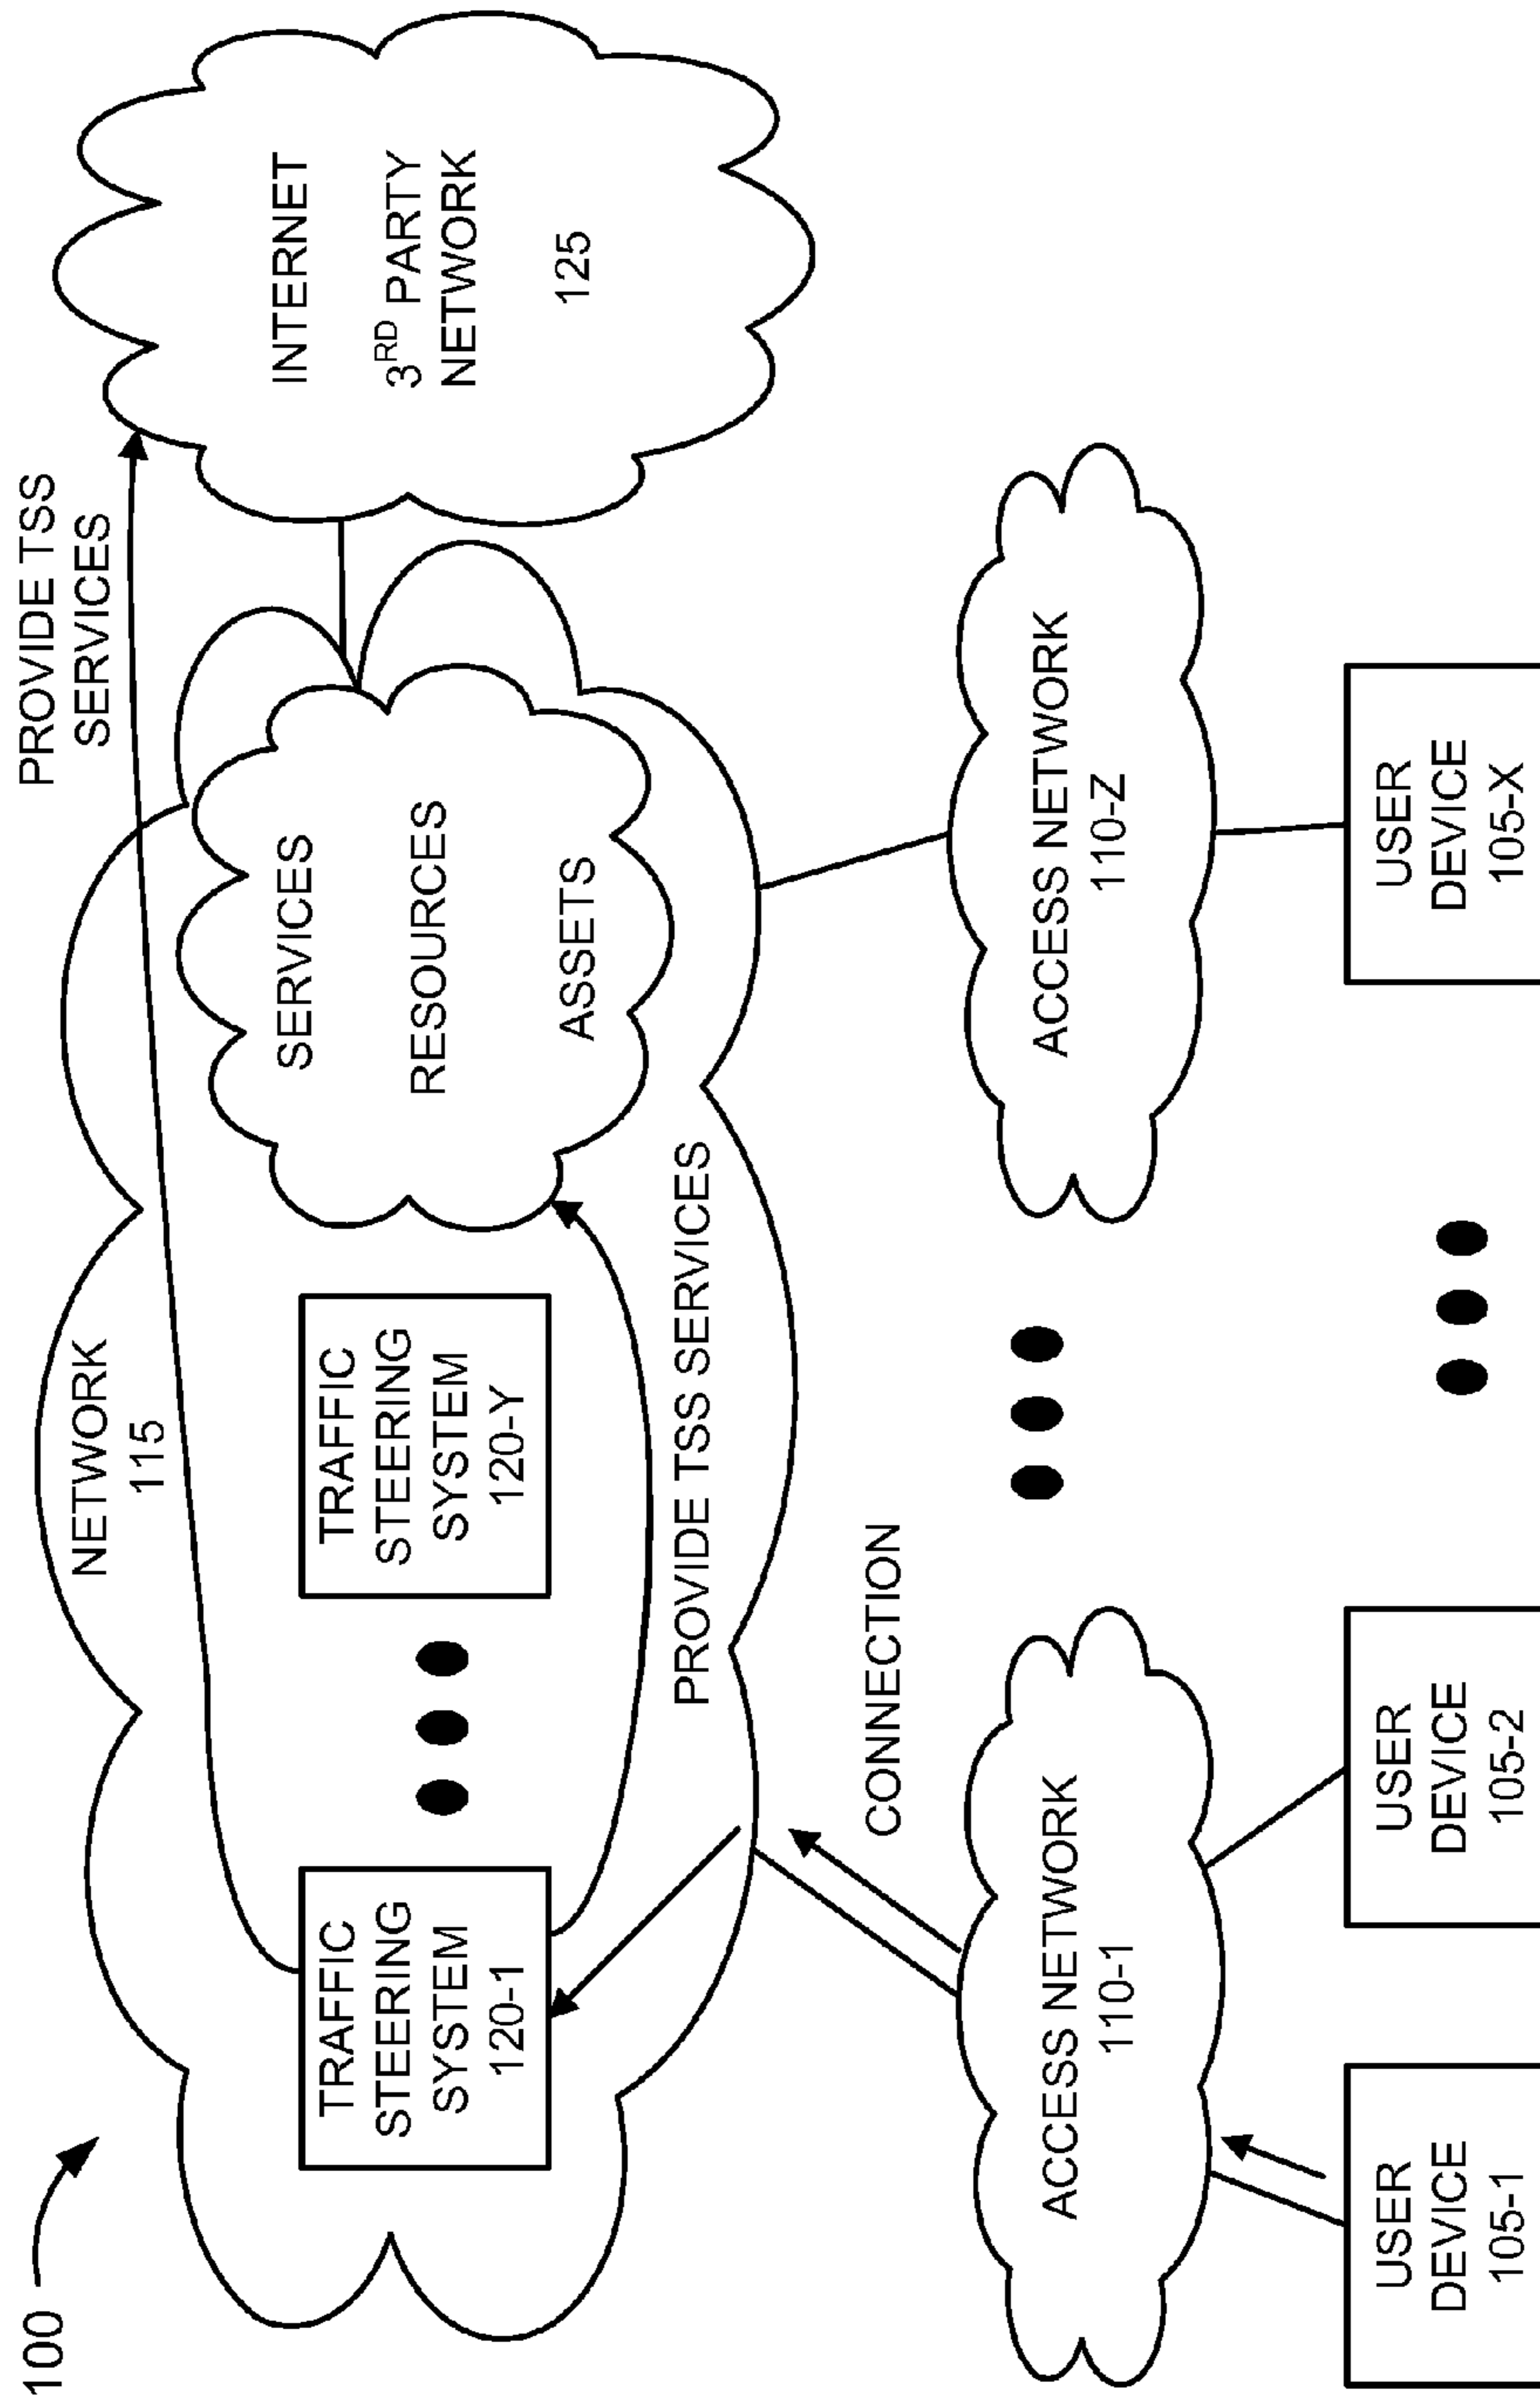 100
NETWORK
115
PROVIDE TSS
SERVICES
TRAFFIC
STEERING
SYSTEM
120-1
TRAFFIC
STEERING
SYSTEM
120-Y
SERVICES
RESOURCES
ASSETS
INTERNET
3RD PARTY
NETWORK
125
PROVIDE TSS SERVICES
CONNECTION
ACCESS NETWORK
110-1
ACCESS NETWORK
110-Z
USER
DEVICE
105-1
USER
DEVICE
105-2
USER
DEVICE
105-X